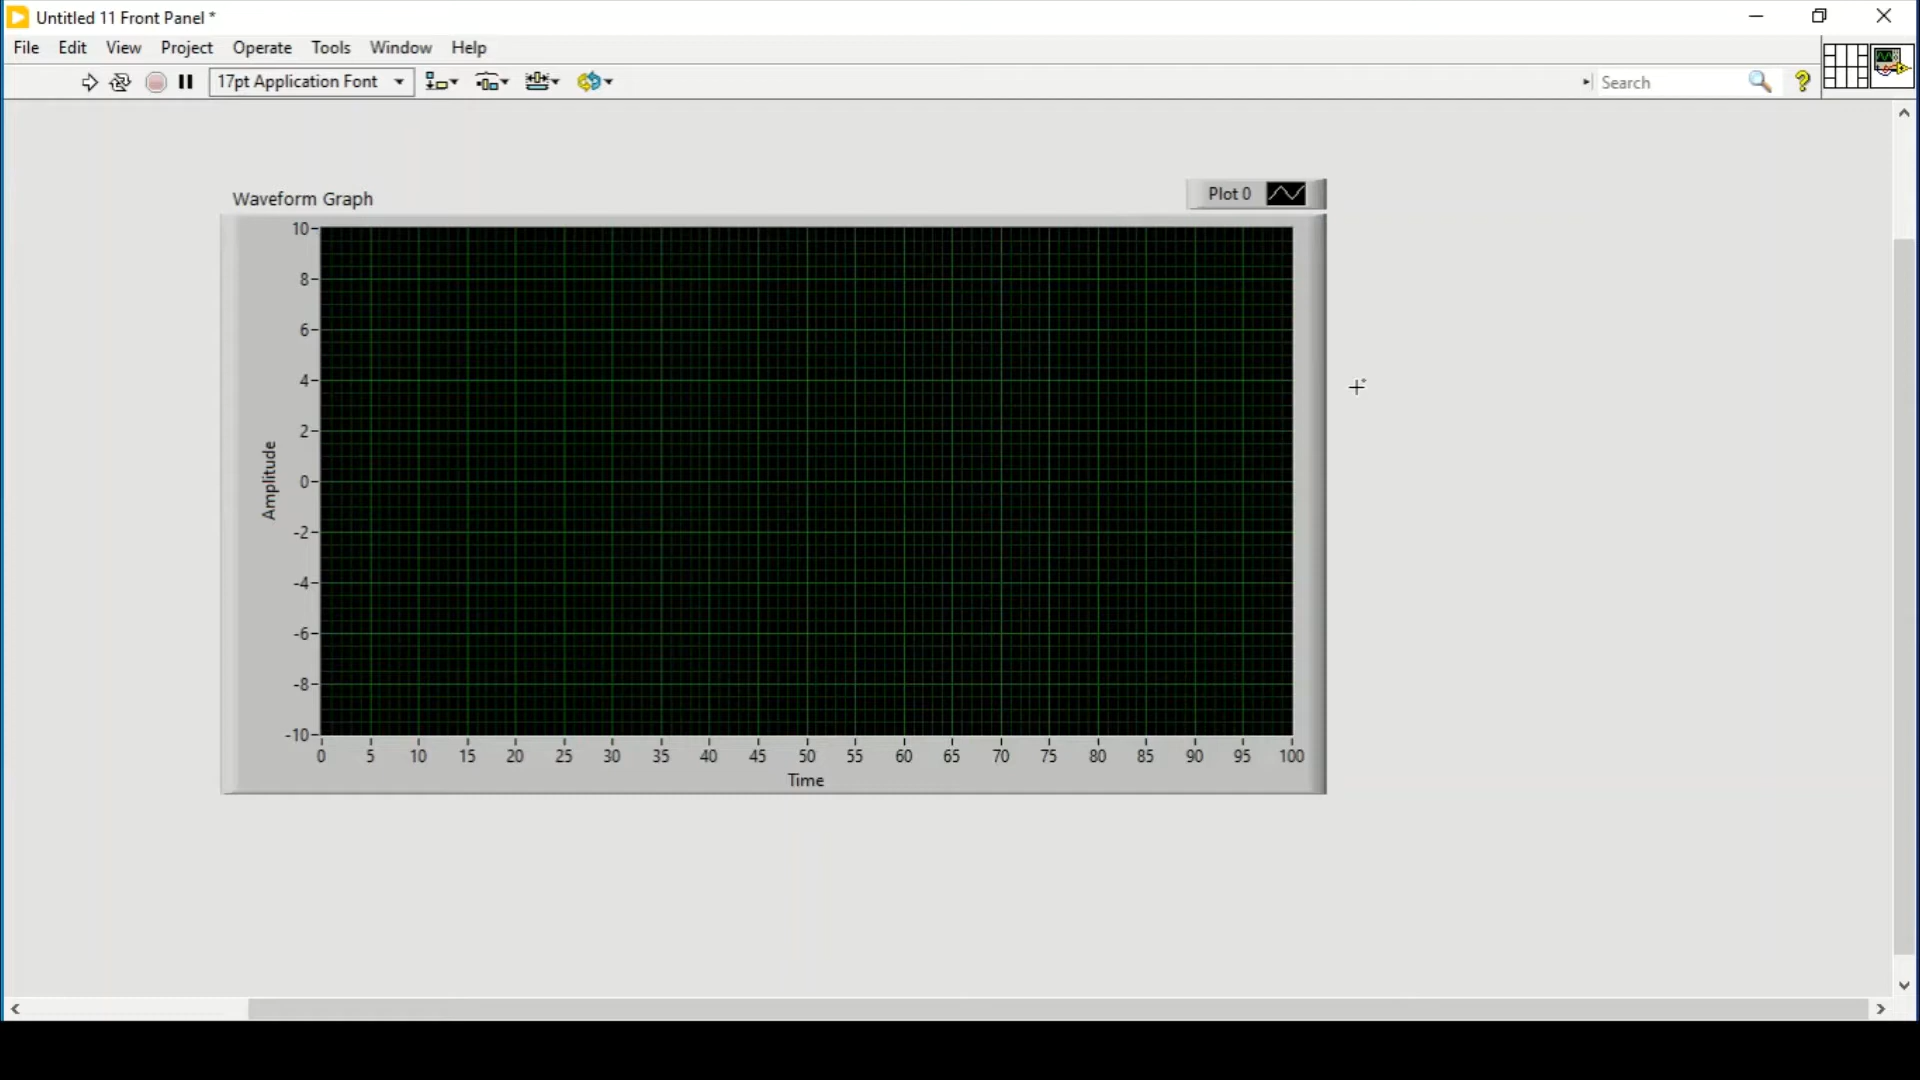 Untitled 11 Front Panel *
File Edit View Project Operate Tools Window Help
17pt Application Font
Search
?
Waveform Graph
Plot 0
10
8
6
4
2
0
-2
-4
-6
-8
-10
Amplitude
0 5 10 15 20 25 30 35 40 45 50 55 60 65 70 75 80 85 90 95 100
Time